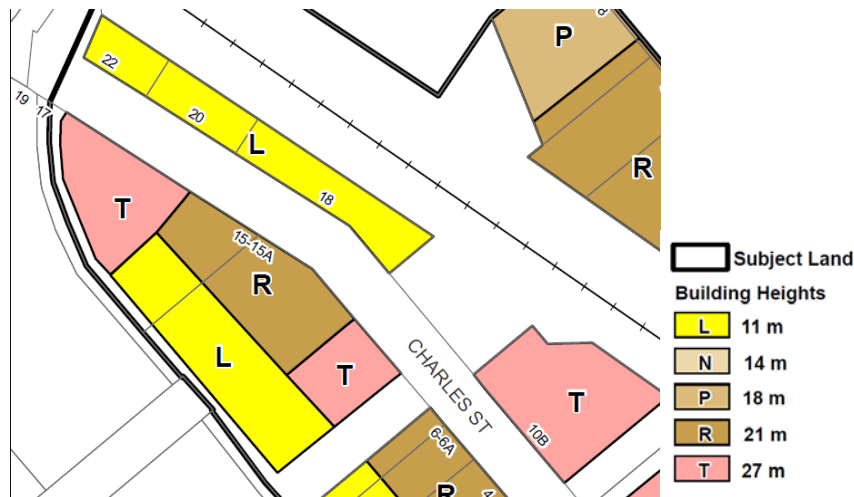 P
22
20
L
18
19
17
T
15-15A
R
R
L
T
CHARLES ST
T
10B
6-6A
R
4
Subject Land
Building Heights
L 11 m
N 14 m
P 18 m
R 21 m
T 27 m